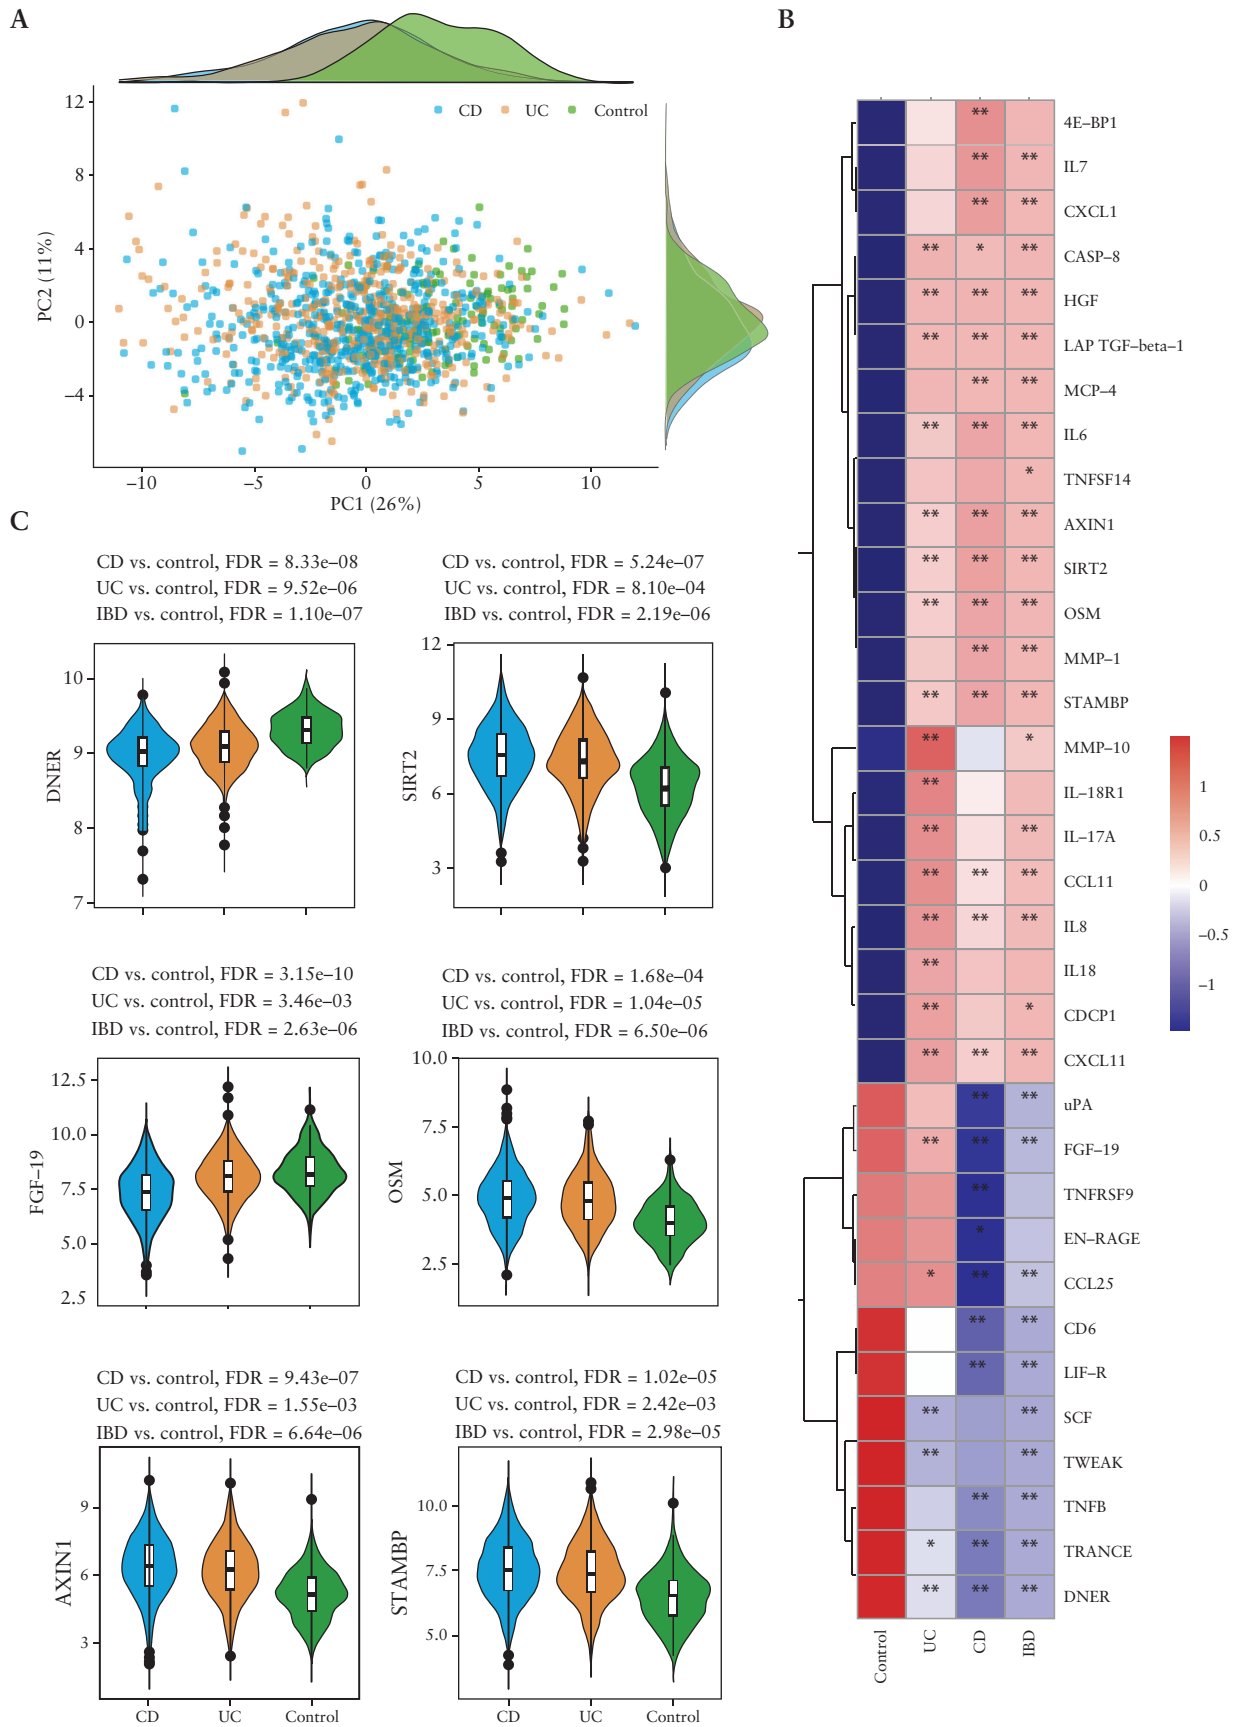 A
12
8
4
0
−4
PC2 (11%)
CD
UC
Control
−10
−5
0
5
10
PC1 (26%)
B
4E−BP1
**
IL7
** **
CXCL1
** **
CASP−8
** * **
HGF
** ** **
LAP TGF−beta−1
** ** **
MCP−4
** **
IL6
** ** **
TNFSF14
*
AXIN1
** ** **
SIRT2
** ** **
OSM
** ** **
MMP−1
** **
STAMBP
** ** **
MMP−10
** *
IL−18R1
**
IL−17A
** **
CCL11
** ** **
IL8
** ** **
IL18
**
CDCP1
** *
CXCL11
** ** **
uPA
** **
FGF−19
** ** **
TNFRSF9
**
EN−RAGE
*
CCL25
* ** **
CD6
** **
LIF−R
** **
SCF
** **
TWEAK
** **
TNFB
** **
TRANCE
* ** **
DNER
** ** **
Control
UC
CD
IBD
1
0.5
0
−0.5
−1
C
CD vs. control, FDR = 8.33e−08
UC vs. control, FDR = 9.52e−06
IBD vs. control, FDR = 1.10e−07
10
9
8
7
DNER
CD vs. control, FDR = 5.24e−07
UC vs. control, FDR = 8.10e−04
IBD vs. control, FDR = 2.19e−06
12
9
6
3
SIRT2
CD vs. control, FDR = 3.15e−10
UC vs. control, FDR = 3.46e−03
IBD vs. control, FDR = 2.63e−06
12.5
10.0
7.5
5.0
2.5
FGF−19
CD vs. control, FDR = 1.68e−04
UC vs. control, FDR = 1.04e−05
IBD vs. control, FDR = 6.50e−06
10.0
7.5
5.0
2.5
OSM
CD vs. control, FDR = 9.43e−07
UC vs. control, FDR = 1.55e−03
IBD vs. control, FDR = 6.64e−06
9
6
3
AXIN1
CD
UC
Control
CD vs. control, FDR = 1.02e−05
UC vs. control, FDR = 2.42e−03
IBD vs. control, FDR = 2.98e−05
10.0
7.5
5.0
STAMBP
CD
UC
Control